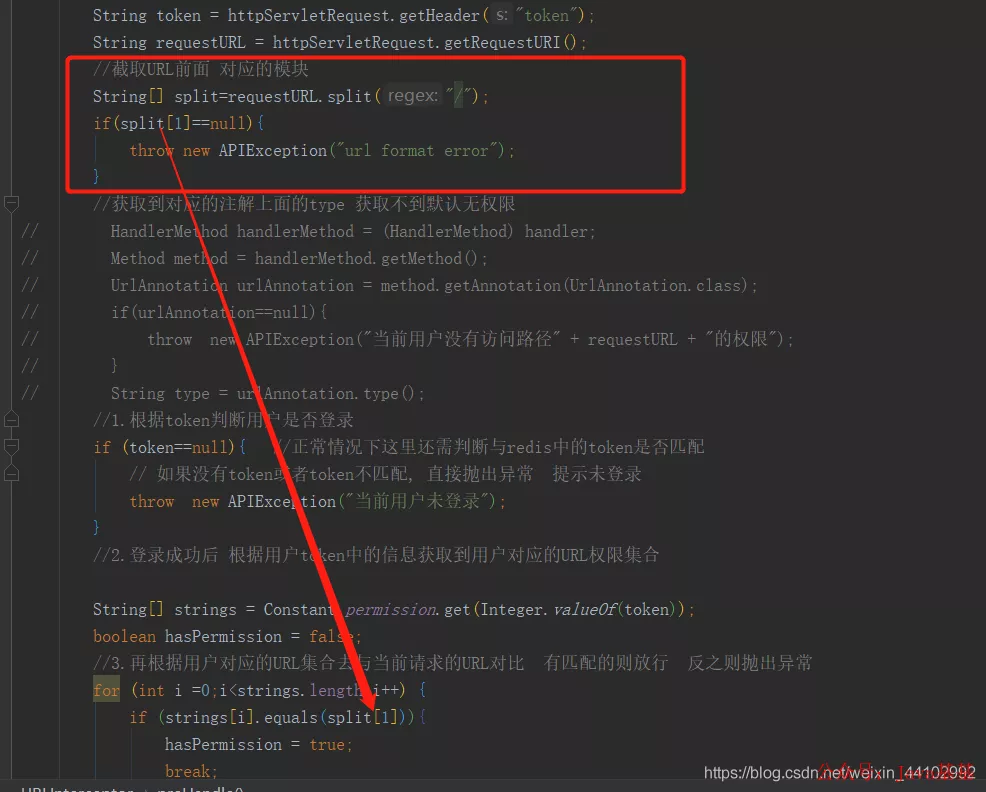 String token = httpServletRequest.getHeader( s: "token");
String requestURL = httpServletRequest.getRequestURI();
//截取URL前面 对应的模块
String[] split=requestURL.split( regex: "/");
if(split[1]==null){
throw new APIException("url format error");
}
//获取到对应的注解上面的type 获取不到默认无权限
// HandlerMethod handlerMethod = (HandlerMethod) handler;
// Method method = handlerMethod.getMethod();
// UrlAnnotation urlAnnotation = method.getAnnotation(UrlAnnotation.class);
// if(urlAnnotation==null){
// throw new APIException("当前用户没有访问路径" + requestURL + "的权限");
// }
// String type = urlAnnotation.type();
//1.根据token判断用户是否登录
if (token==null){ //正常情况下这里还需判断与redis中的token是否匹配
// 如果没有token或者token不匹配, 直接抛出异常 提示未登录
throw new APIException("当前用户未登录");
}
//2.登录成功后 根据用户token中的信息获取到用户对应的URL权限集合
String[] strings = Constant.permission.get(Integer.valueOf(token));
boolean hasPermission = false;
//3.再根据用户对应的URL集合去与当前请求的URL对比 有匹配的则放行 反之则抛出异常
for (int i =0;i<strings.length;i++) {
if (strings[i].equals(split[1])){
hasPermission = true;
break;
https://blog.csdn.net/weixin_44102992